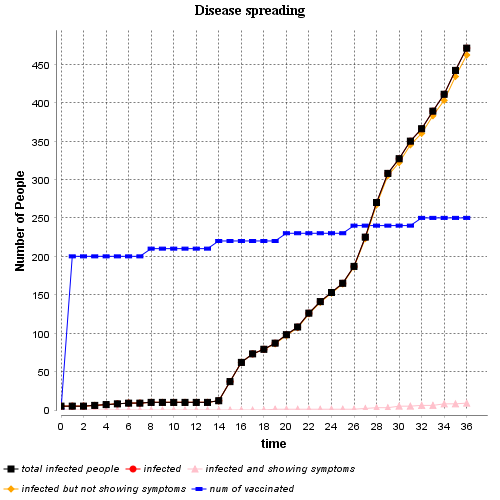 Disease spreading
Number of People
450
400
350
300
250
200
150
100
50
0
0 2 4 6 8 10 12 14 16 18 20 22 24 26 28 30 32 34 36
time
total infected people infected infected and showing symptoms
infected but not showing symptoms num of vaccinated